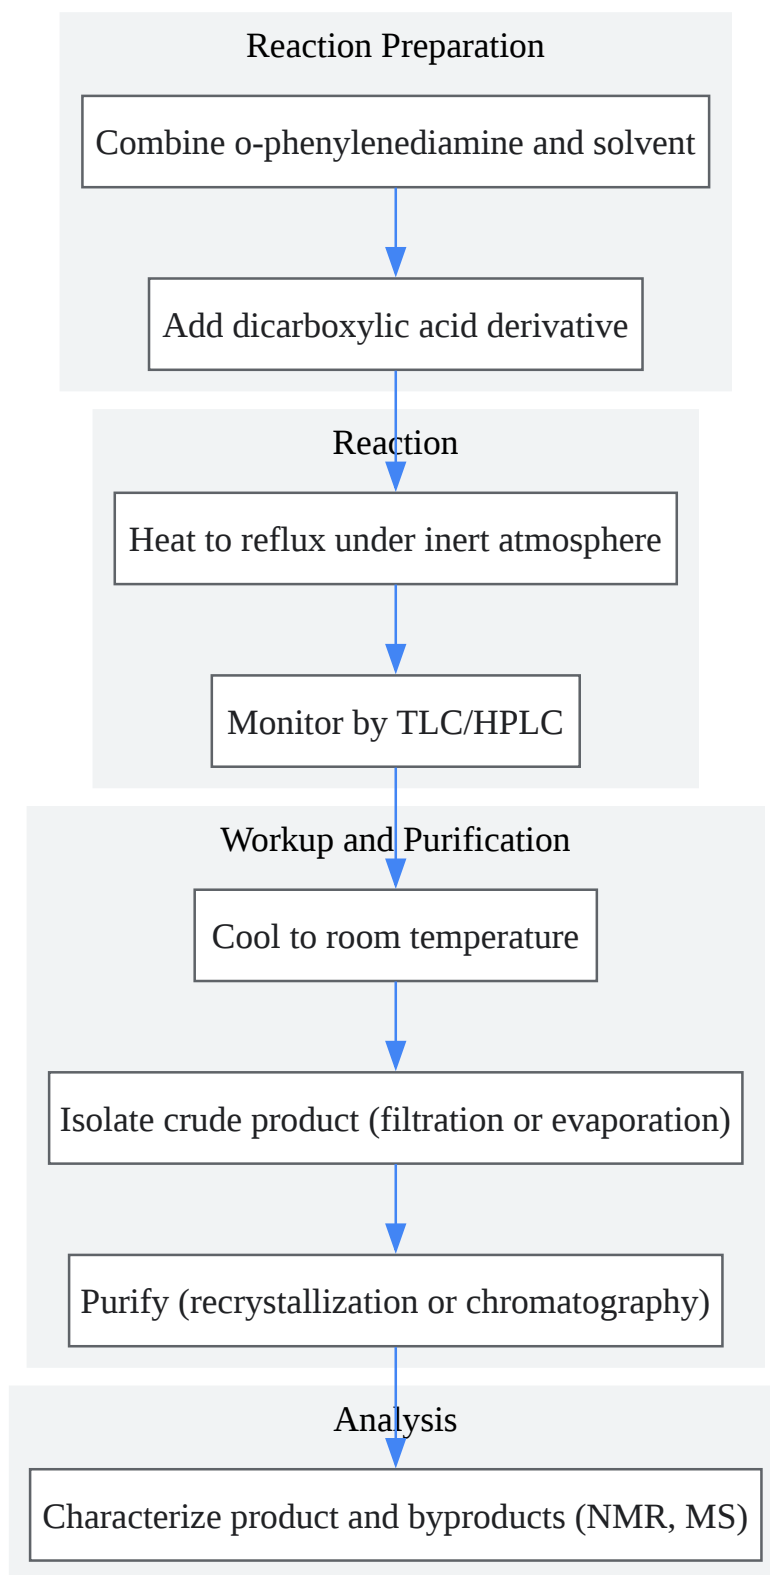 Reaction Preparation
Combine o-phenylenediamine and solvent
Add dicarboxylic acid derivative
Reaction
Heat to reflux under inert atmosphere
Monitor by TLC/HPLC
Workup and Purification
Cool to room temperature
Isolate crude product (filtration or evaporation)
Purify (recrystallization or chromatography)
Analysis
Characterize product and byproducts (NMR, MS)